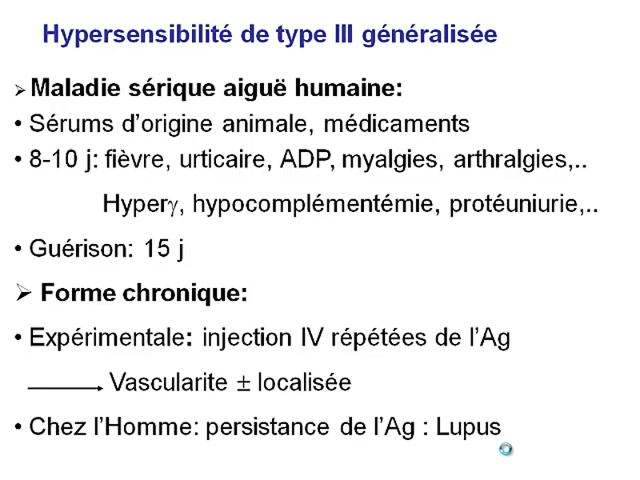 Hypersensibilité de type III généralisée
➢ Maladie sérique aiguë humaine:
• Sérums d'origine animale, médicaments
• 8-10 j: fièvre, urticaire, ADP, myalgies, arthralgies,..
Hyperγ, hypocomplémentémie, protéuniurie,..
• Guérison: 15 j
➢ Forme chronique:
• Expérimentale: injection IV répétées de l'Ag
Vascularite ± localisée
• Chez l'Homme: persistance de l'Ag : Lupus